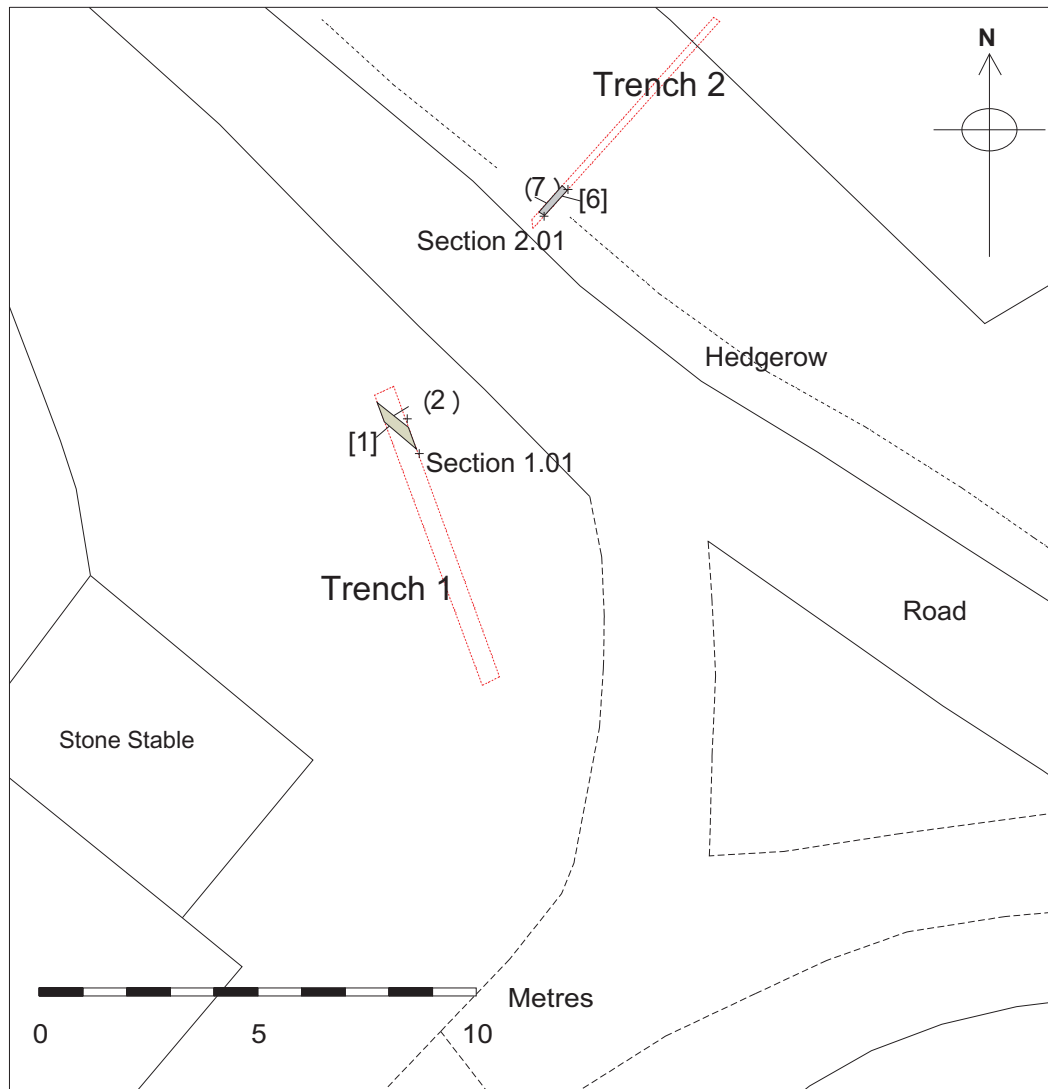 N
Trench 2
(7 )
[6]
Section 2.01
Hedgerow
(2 )
[1]
Section 1.01
Trench 1
Road
Stone Stable
Metres
0 5 10